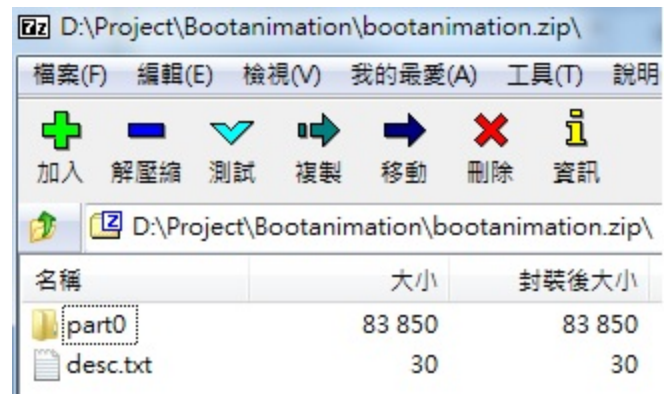 7z D:\Project\Bootanimation\bootanimation.zip\
檔案(F) 編輯(E) 檢視(V) 我的最愛(A) 工具(T) 說明
加入 解壓縮 測試 複製 移動 刪除 資訊
D:\Project\Bootanimation\bootanimation.zip\
名稱 大小 封裝後大小
part0 83 850 83 850
desc.txt 30 30